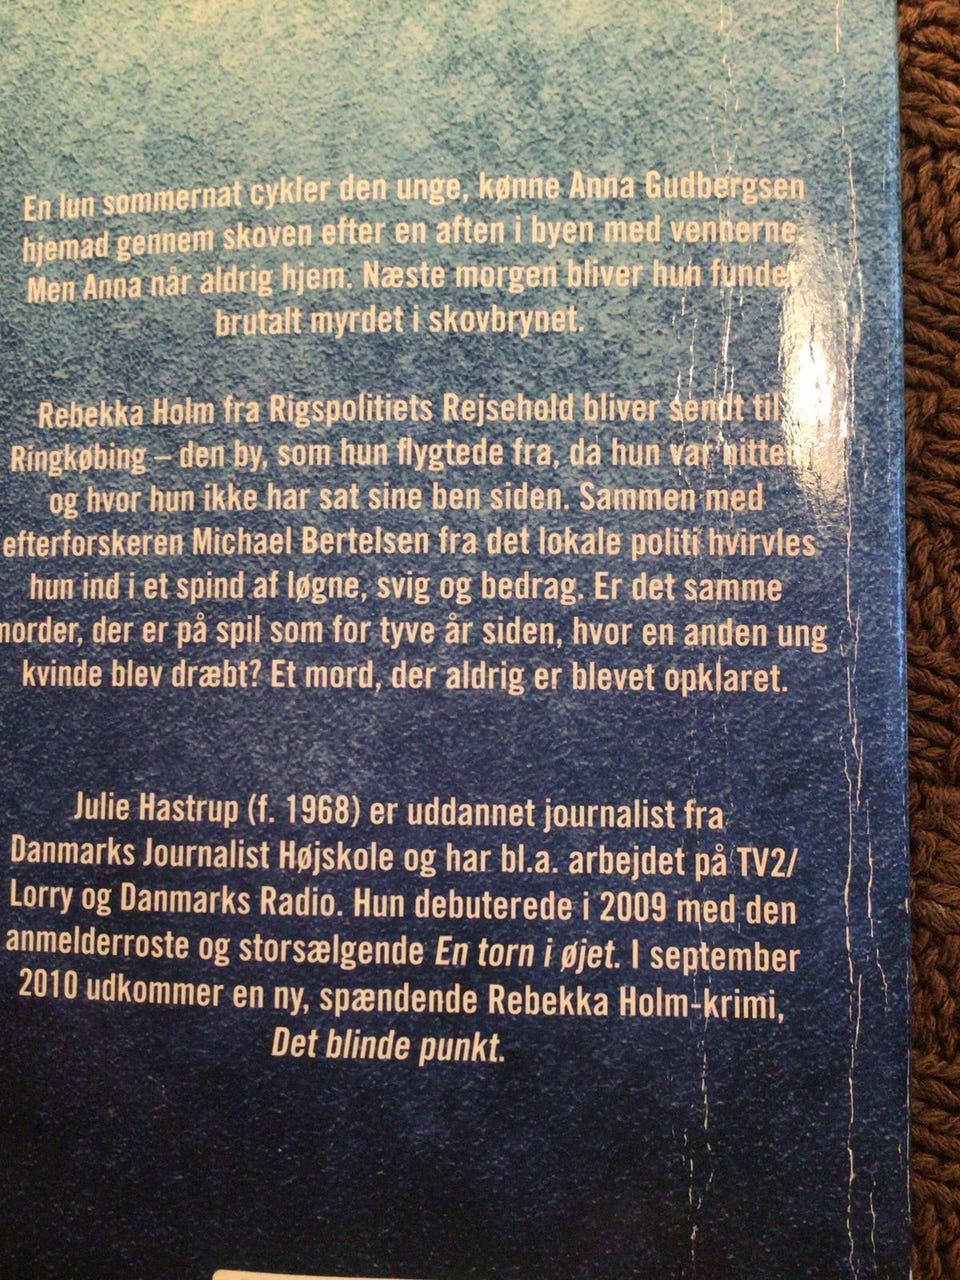 En lun sommernat cykler den unge, kønne Anna Gudbergsen
hjemad gennem skoven efter en aften i byen med vennerne.
Men Anna når aldrig hjem. Næste morgen bliver hun fundet
brutalt myrdet i skovbrynet.
Rebekka Holm fra Rigspolitiets Rejsehold bliver sendt til
Ringkøbing – den by, som hun flygtede fra, da hun var nitten
og hvor hun ikke har sat sine ben siden. Sammen med
efterforskeren Michael Bertelsen fra det lokale politi hvirvles
hun ind i et spind af løgne, svig og bedrag. Er det samme
morder, der er på spil som for tyve år siden, hvor en anden ung
kvinde blev dræbt? Et mord, der aldrig er blevet opklaret.
Julie Hastrup (f. 1968) er uddannet journalist fra
Danmarks Journalist Højskole og har bl.a. arbejdet på TV2/
Lorry og Danmarks Radio. Hun debuterede i 2009 med den
anmelderroste og storsælgende En torn i øjet. I september
2010 udkommer en ny, spændende Rebekka Holm-krimi,
Det blinde punkt.